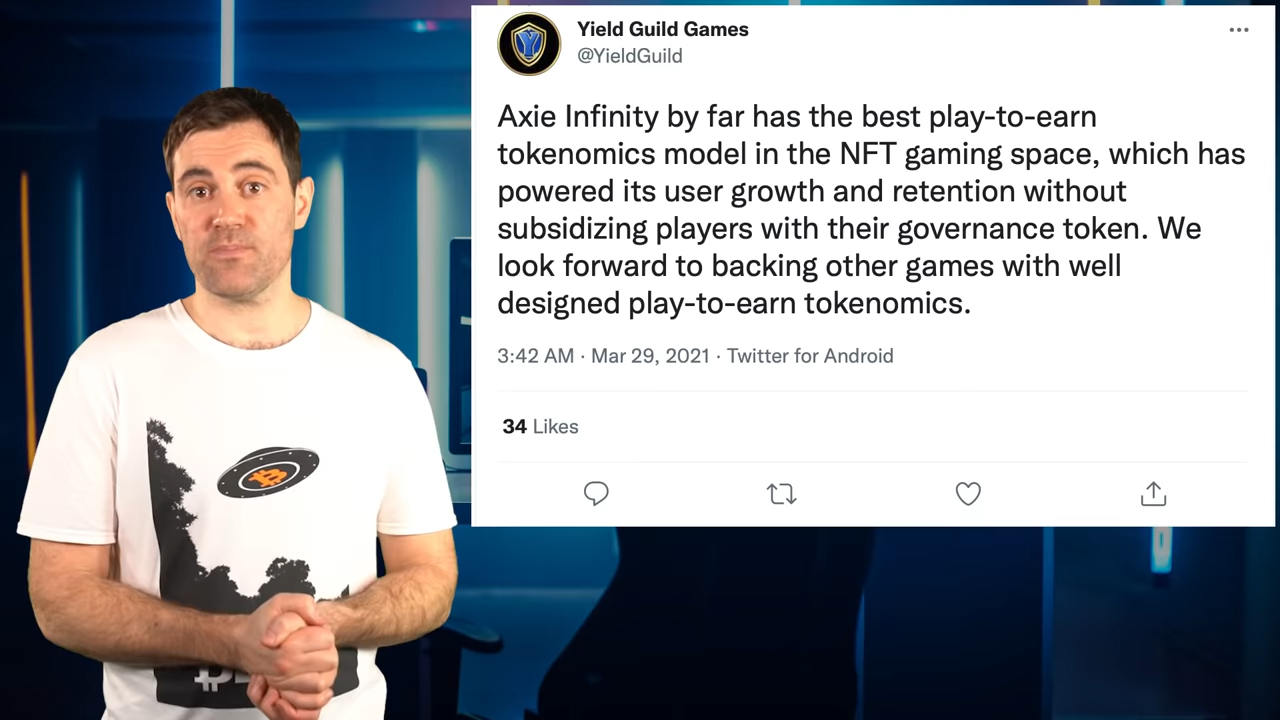 Yield Guild Games
@YieldGuild
Axie Infinity by far has the best play-to-earn
tokenomics model in the NFT gaming space, which has
powered its user growth and retention without
subsidizing players with their governance token. We
look forward to backing other games with well
designed play-to-earn tokenomics.
3:42 AM · Mar 29, 2021 · Twitter for Android
34 Likes